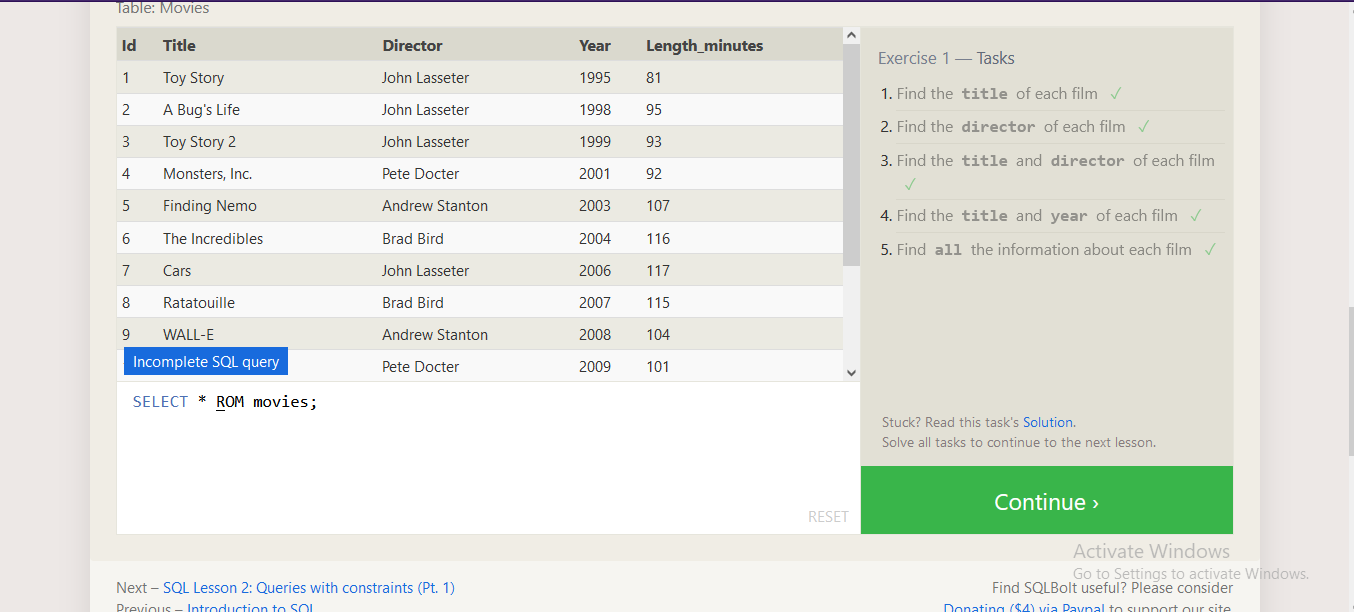 Table: Movies
Id Title Director Year Length_minutes
1 Toy Story John Lasseter 1995 81
2 A Bug's Life John Lasseter 1998 95
3 Toy Story 2 John Lasseter 1999 93
4 Monsters, Inc. Pete Docter 2001 92
5 Finding Nemo Andrew Stanton 2003 107
6 The Incredibles Brad Bird 2004 116
7 Cars John Lasseter 2006 117
8 Ratatouille Brad Bird 2007 115
9 WALL-E Andrew Stanton 2008 104
Pete Docter 2009 101
Incomplete SQL query
SELECT * ROM movies;
RESET
Exercise 1 — Tasks
1. Find the title of each film ✓
2. Find the director of each film ✓
3. Find the title and director of each film
✓
4. Find the title and year of each film ✓
5. Find all the information about each film ✓
Stuck? Read this task's Solution.
Solve all tasks to continue to the next lesson.
Continue ›
Activate Windows
Go to Settings to activate Windows.
Next – SQL Lesson 2: Queries with constraints (Pt. 1)
Previous – Introduction to SQL
Find SQLBolt useful? Please consider
Donating ($4) via Paypal to support our site.